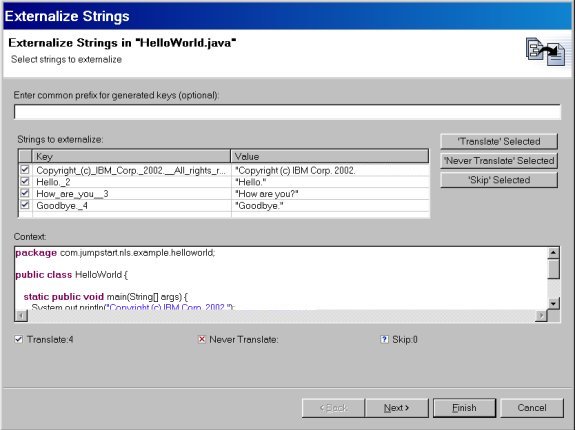 Externalize Strings
Externalize Strings in "HelloWorld.java"
Select strings to externalize
Enter common prefix for generated keys (optional):
Strings to externalize:
Key Value
Copyright_(c)_IBM_Corp._2002.__All_rights_r... "Copyright (c) IBM Corp. 2002.
Hello._2 "Hello."
How_are_you__3 "How are you?"
Goodbye._4 "Goodbye."
'Translate' Selected
'Never Translate' Selected
'Skip' Selected
Context:
package com.jumpstart.nls.example.helloworld;
public class HelloWorld {
static public void main(String[] args) {
System.out.println("Copyright (c) IBM Corp. 2002.");
Translate:4 Never Translate: Skip:0
< Back Next > Finish Cancel